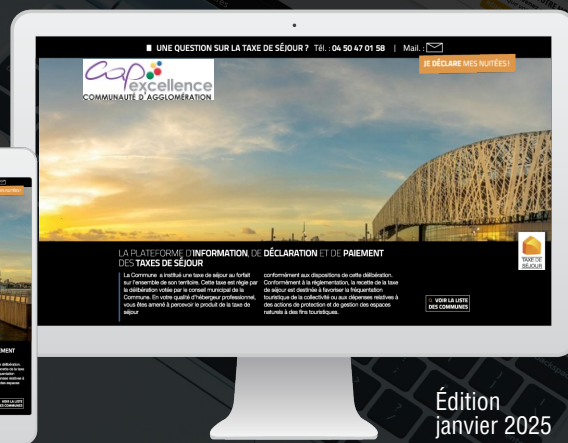 UNE QUESTION SUR LA TAXE DE SÉJOUR ? Tél. : 04 50 47 01 58 | Mail. :
JE DÉCLARE MES NUITÉES !
Cap excellence
COMMUNAUTÉ D'AGGLOMÉRATION
LA PLATEFORME D'INFORMATION, DE DÉCLARATION ET DE PAIEMENT
DES TAXES DE SÉJOUR
La Commune a institué une taxe de séjour au forfait
sur l'ensemble de son territoire. Cette taxe est régie par
la délibération votée par le conseil municipal de la
Commune. En votre qualité d'hébergeur professionnel,
vous êtes amené à percevoir le produit de la taxe de
séjour
conformément aux dispositions de cette délibération.
Conformément à la réglementation, la recette de la taxe
de séjour est destinée à favoriser la fréquentation
touristique de la collectivité ou aux dépenses relatives à
des actions de protection et de gestion des espaces
naturels à des fins touristiques.
TAXE DE
SÉJOUR
VOIR LA LISTE
DES COMMUNES
Édition
janvier 2025